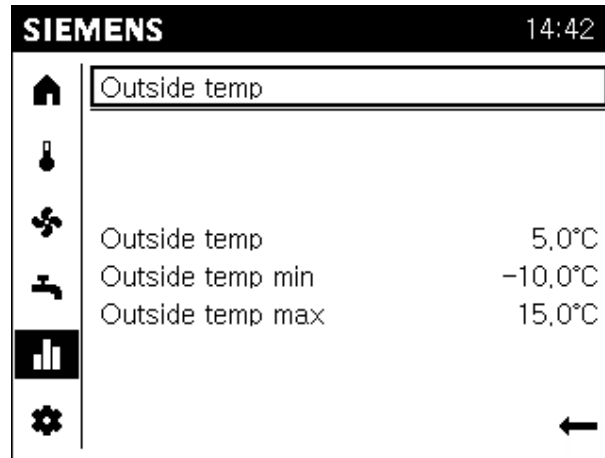 SIEMENS 14:42
Outside temp
Outside temp 5,0°C
Outside temp min -10,0°C
Outside temp max 15,0°C